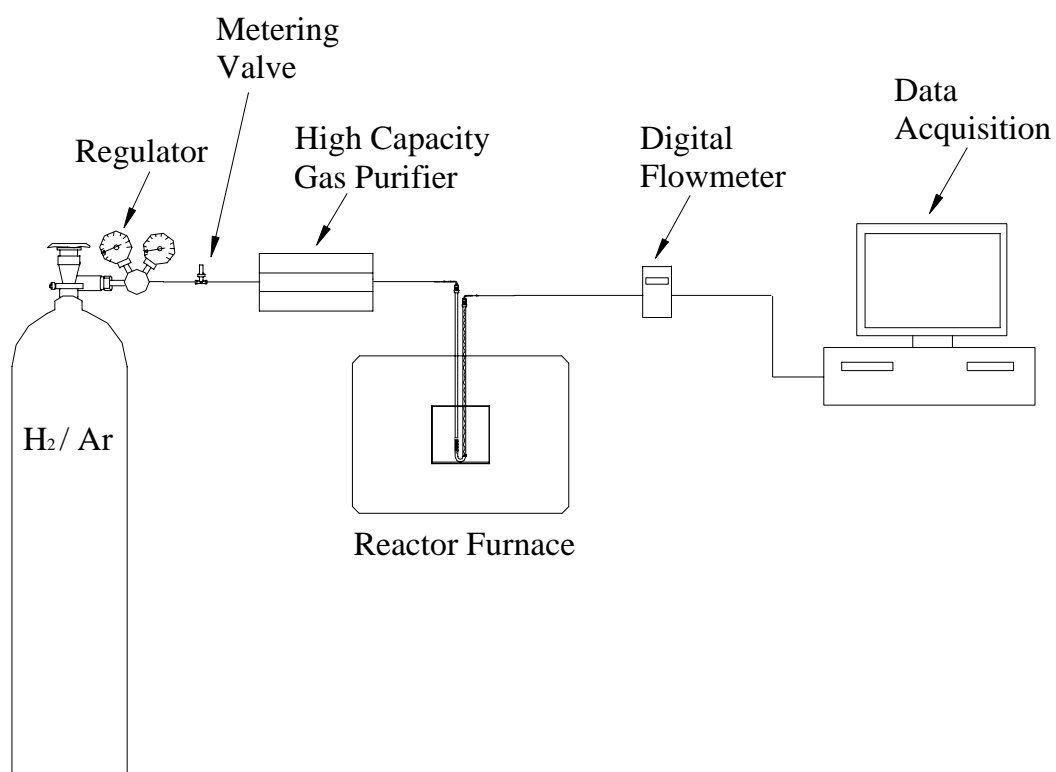 Metering
Valve
Regulator
High Capacity
Gas Purifier
Digital
Flowmeter
Data
Acquisition
H₂ / Ar
Reactor Furnace